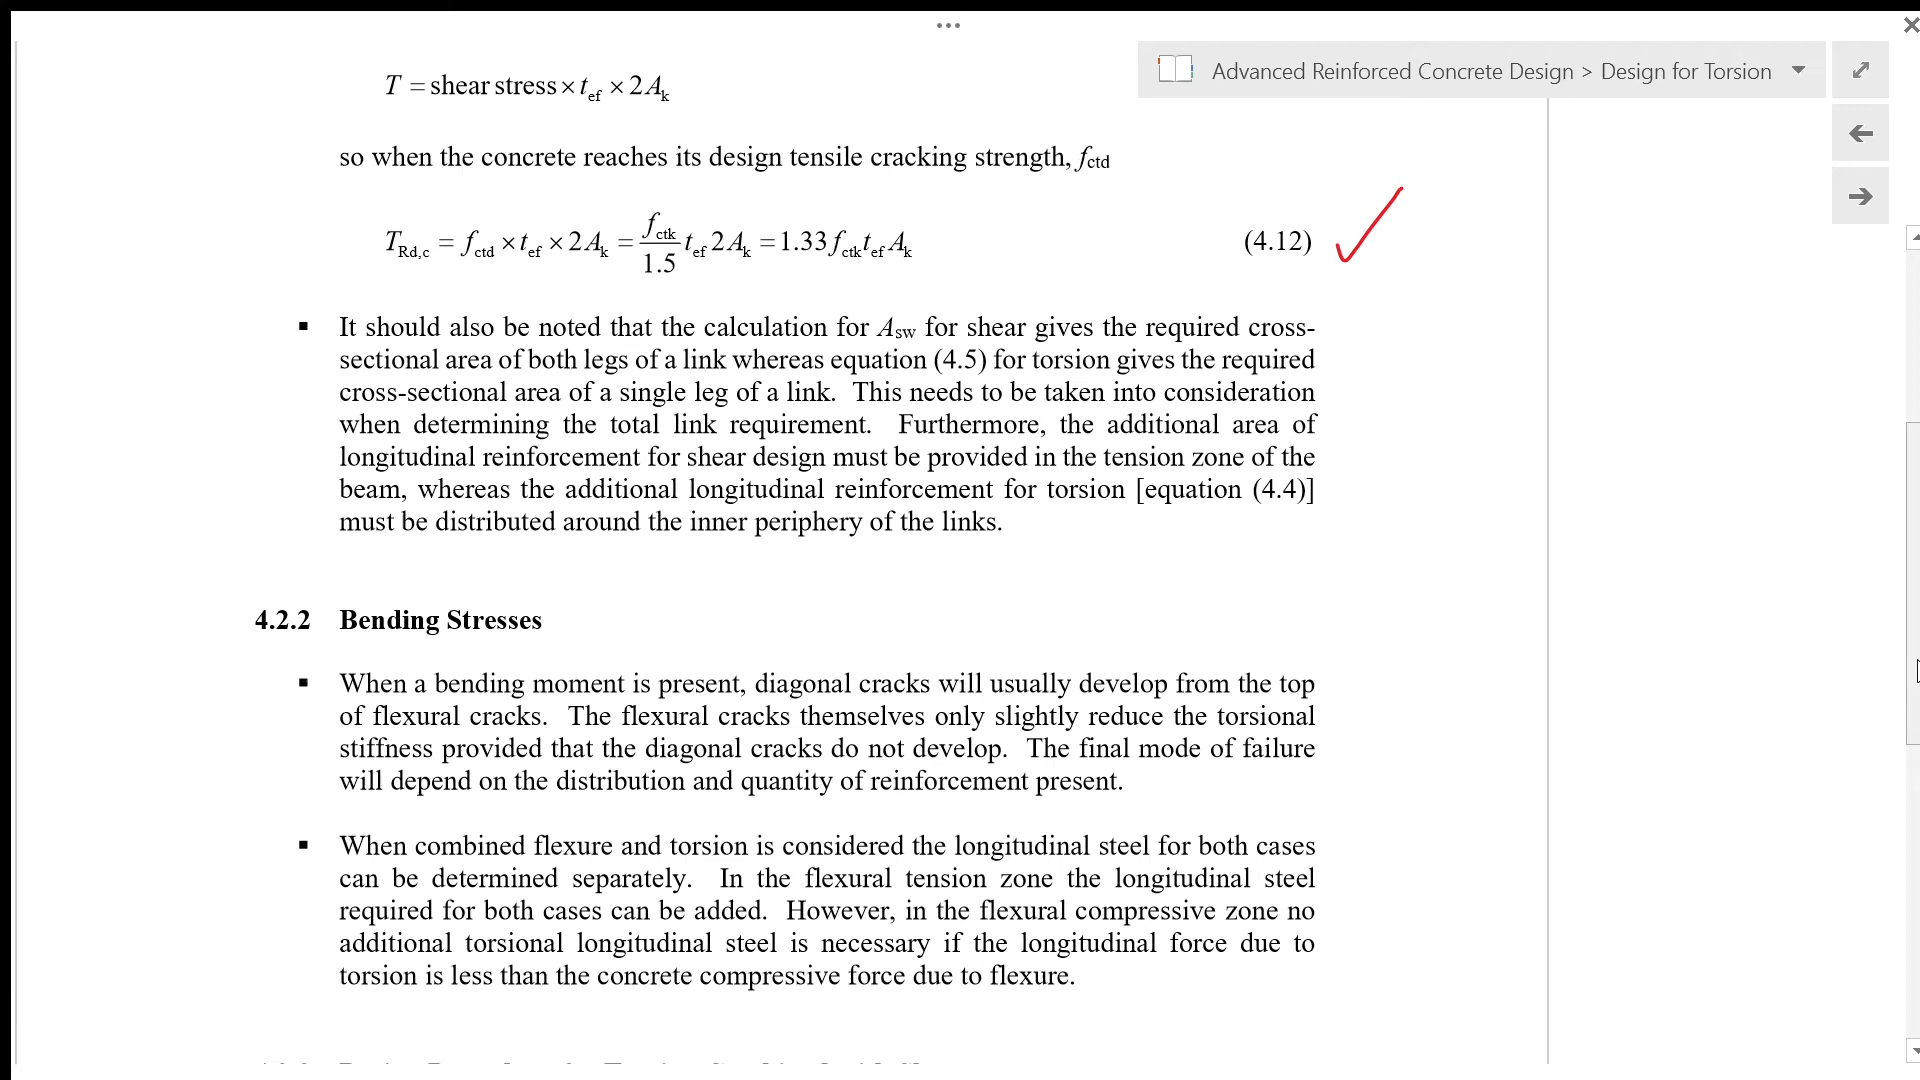 Advanced Reinforced Concrete Design > Design for Torsion
T = shear stress × t_ef × 2 A_k
so when the concrete reaches its design tensile cracking strength, f_ctd
T_Rd,c = f_ctd × t_ef × 2 A_k = f_ctk / 1.5 t_ef 2 A_k = 1.33 f_ctk t_ef A_k (4.12)
▪ It should also be noted that the calculation for A_sw for shear gives the required cross-
sectional area of both legs of a link whereas equation (4.5) for torsion gives the required
cross-sectional area of a single leg of a link. This needs to be taken into consideration
when determining the total link requirement. Furthermore, the additional area of
longitudinal reinforcement for shear design must be provided in the tension zone of the
beam, whereas the additional longitudinal reinforcement for torsion [equation (4.4)]
must be distributed around the inner periphery of the links.
4.2.2 Bending Stresses
▪ When a bending moment is present, diagonal cracks will usually develop from the top
of flexural cracks. The flexural cracks themselves only slightly reduce the torsional
stiffness provided that the diagonal cracks do not develop. The final mode of failure
will depend on the distribution and quantity of reinforcement present.
▪ When combined flexure and torsion is considered the longitudinal steel for both cases
can be determined separately. In the flexural tension zone the longitudinal steel
required for both cases can be added. However, in the flexural compressive zone no
additional torsional longitudinal steel is necessary if the longitudinal force due to
torsion is less than the concrete compressive force due to flexure.